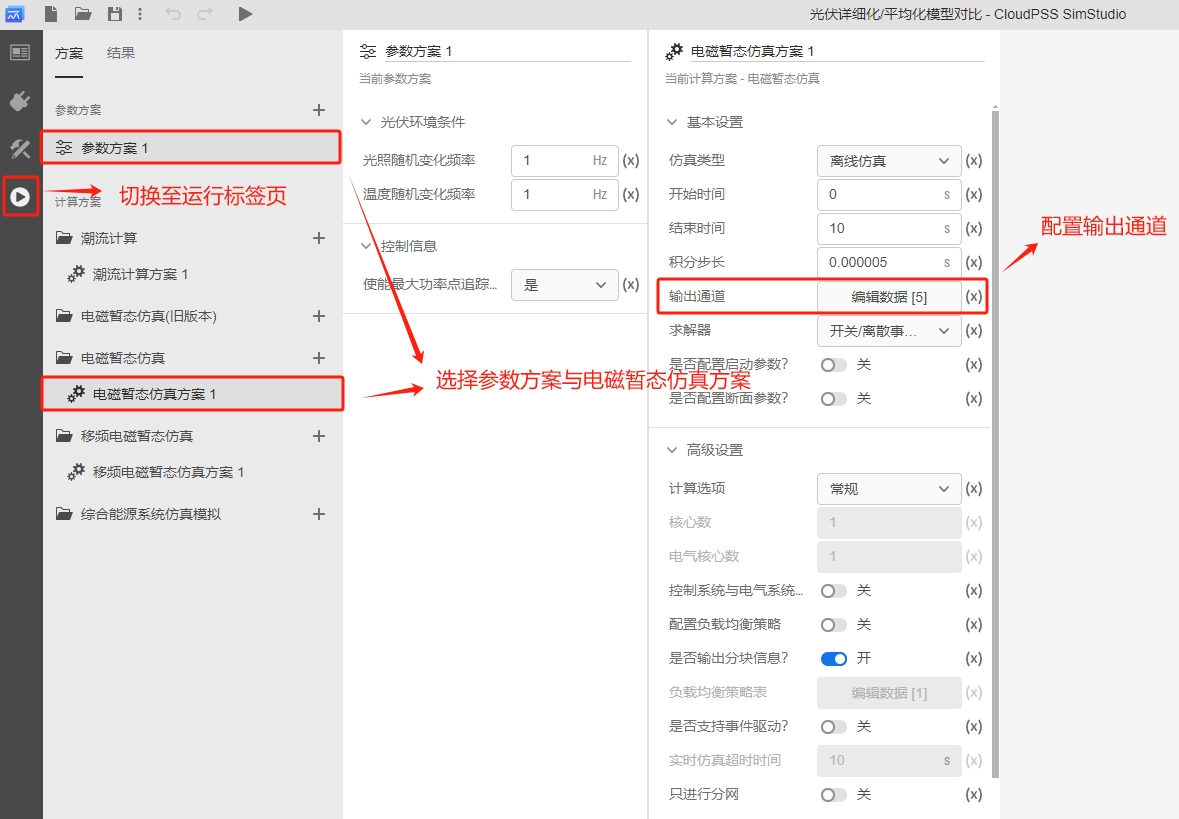 光伏详细化/平均化模型对比 - CloudPSS SimStudio
方案
结果
参数方案
参数方案 1
切换至运行标签页
计算方案
潮流计算
潮流计算方案 1
电磁暂态仿真(旧版本)
电磁暂态仿真
电磁暂态仿真方案 1
移频电磁暂态仿真
移频电磁暂态仿真方案 1
综合能源系统仿真模拟
参数方案 1
当前参数方案
光伏环境条件
光照随机变化频率 1 Hz (x)
温度随机变化频率 1 Hz (x)
控制信息
使能最大功率点追踪... 是 (x)
选择参数方案与电磁暂态仿真方案
电磁暂态仿真方案 1
当前计算方案 - 电磁暂态仿真
基本设置
仿真类型 离线仿真 (x)
开始时间 0 s (x)
结束时间 10 s (x)
积分步长 0.000005 s (x)
输出通道 编辑数据 [5] (x)
求解器 开关/离散事... (x)
是否配置启动参数? 关 (x)
是否配置断面参数? 关 (x)
高级设置
计算选项 常规 (x)
核心数 1 (x)
电气核心数 1 (x)
控制系统与电气系统... 关 (x)
配置负载均衡策略 关 (x)
是否输出分块信息? 开 (x)
负载均衡策略表 编辑数据 [1] (x)
是否支持事件驱动? 关 (x)
实时仿真超时时间 10 s (x)
只进行分网 关 (x)
配置输出通道